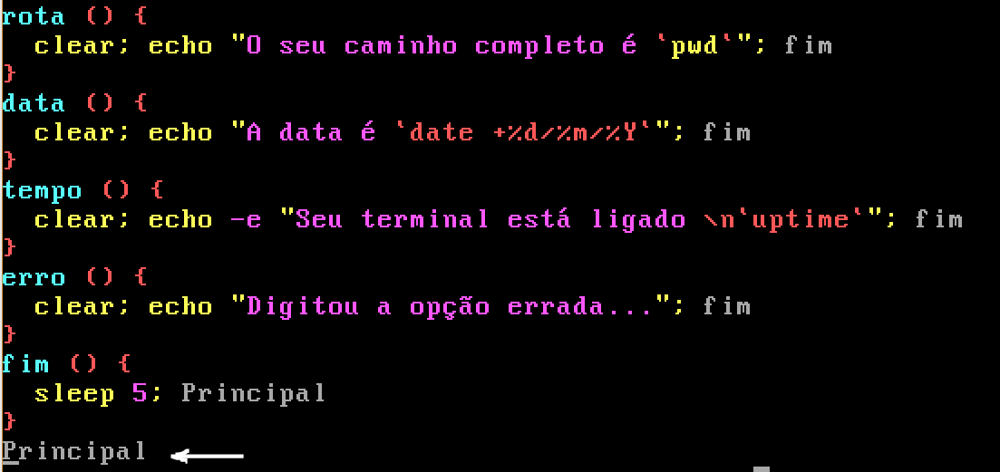 rota () {
  clear; echo "O seu caminho completo é `pwd`"; fim
}
data () {
  clear; echo "A data é `date +%d/%m/%Y`"; fim
}
tempo () {
  clear; echo -e "Seu terminal está ligado \n`uptime`"; fim
}
erro () {
  clear; echo "Digitou a opção errada..."; fim
}
fim () {
  sleep 5; Principal
}
Principal